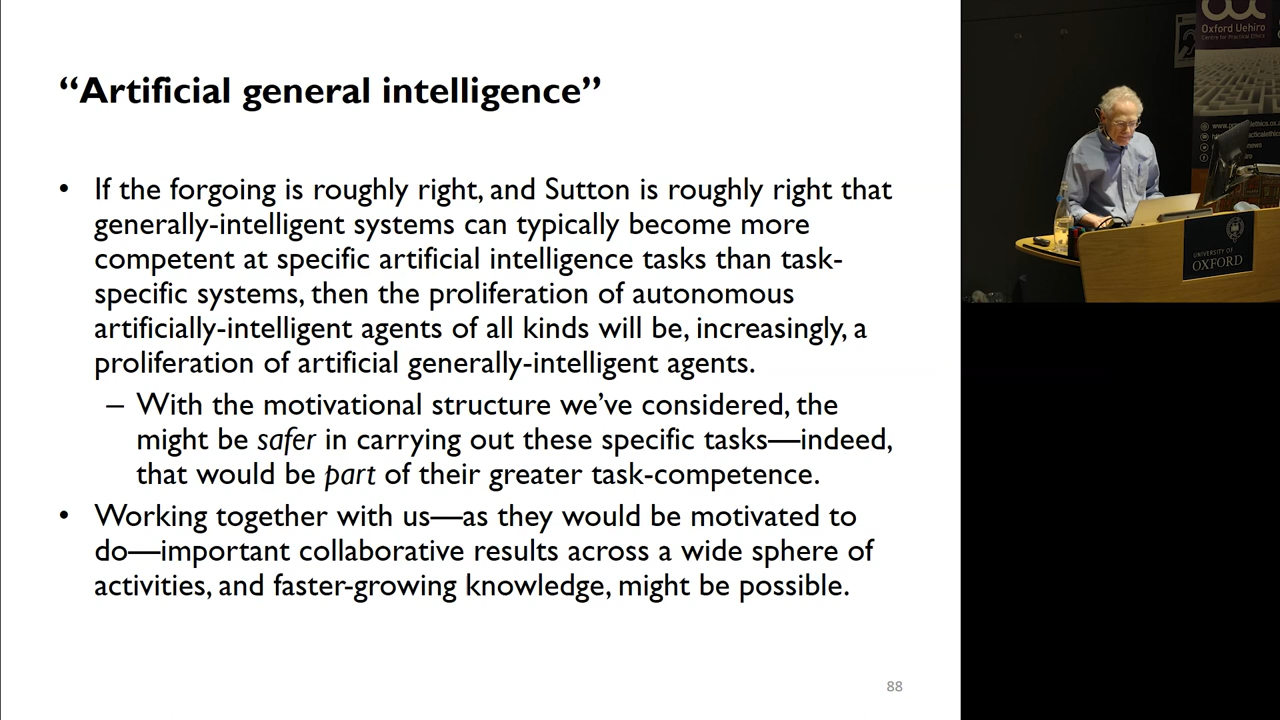 “Artificial general intelligence”
• If the forgoing is roughly right, and Sutton is roughly right that
generally-intelligent systems can typically become more
competent at specific artificial intelligence tasks than task-
specific systems, then the proliferation of autonomous
artificially-intelligent agents of all kinds will be, increasingly, a
proliferation of artificial generally-intelligent agents.
– With the motivational structure we’ve considered, the
might be safer in carrying out these specific tasks—indeed,
that would be part of their greater task-competence.
• Working together with us—as they would be motivated to
do—important collaborative results across a wide sphere of
activities, and faster-growing knowledge, might be possible.
88
Oxford Uehiro
Centre for Practical Ethics
UNIVERSITY OF
OXFORD